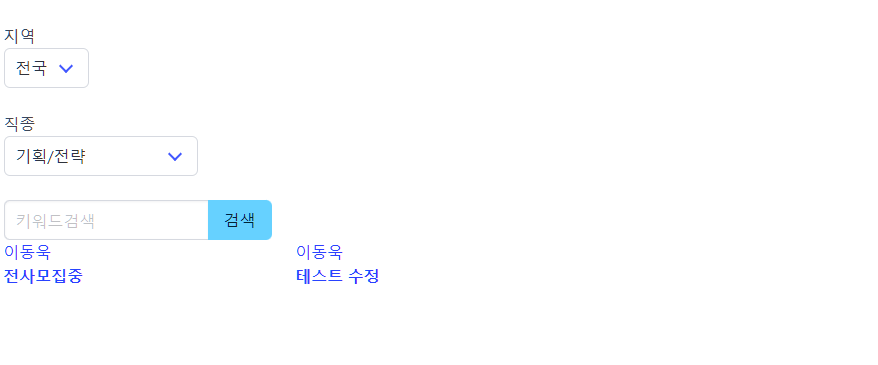 지역
전국
직종
기획/전략
키워드검색 검색
이동욱 이동욱
전사모집중 테스트 수정